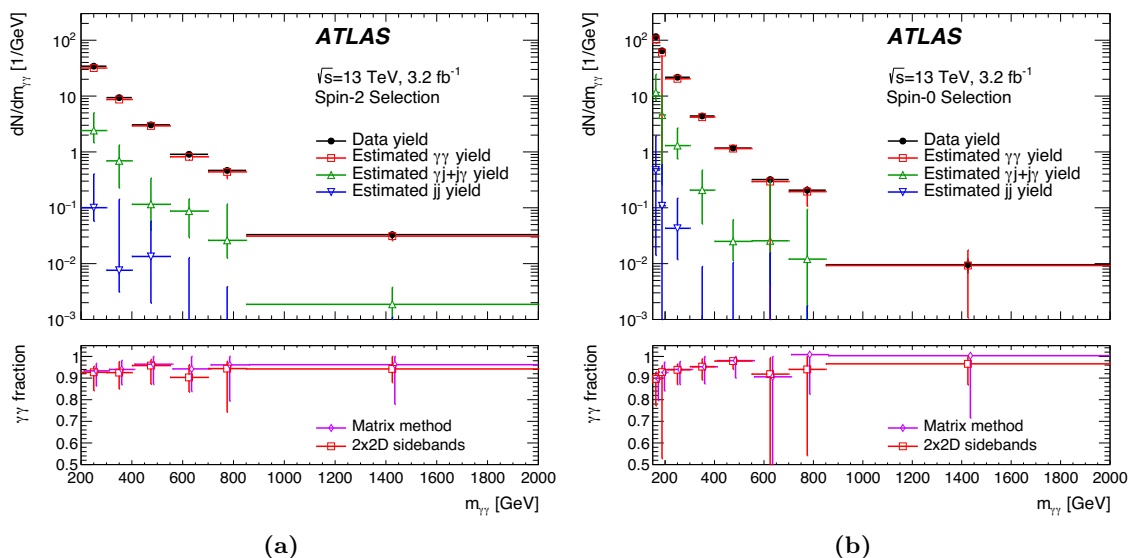 dN/dmγγ [1/GeV]
10²
10
1
10⁻¹
10⁻²
10⁻³
ATLAS
√s=13 TeV, 3.2 fb⁻¹
Spin-2 Selection
Data yield
Estimated γγ yield
Estimated γj+jγ yield
Estimated jj yield
γγ fraction
1
0.9
0.8
0.7
0.6
0.5
Matrix method
2x2D sidebands
200 400 600 800 1000 1200 1400 1600 1800 2000
mγγ [GeV]
(a)
dN/dmγγ [1/GeV]
10²
10
1
10⁻¹
10⁻²
10⁻³
ATLAS
√s=13 TeV, 3.2 fb⁻¹
Spin-0 Selection
Data yield
Estimated γγ yield
Estimated γj+jγ yield
Estimated jj yield
γγ fraction
1
0.9
0.8
0.7
0.6
0.5
Matrix method
2x2D sidebands
200 400 600 800 1000 1200 1400 1600 1800 2000
mγγ [GeV]
(b)